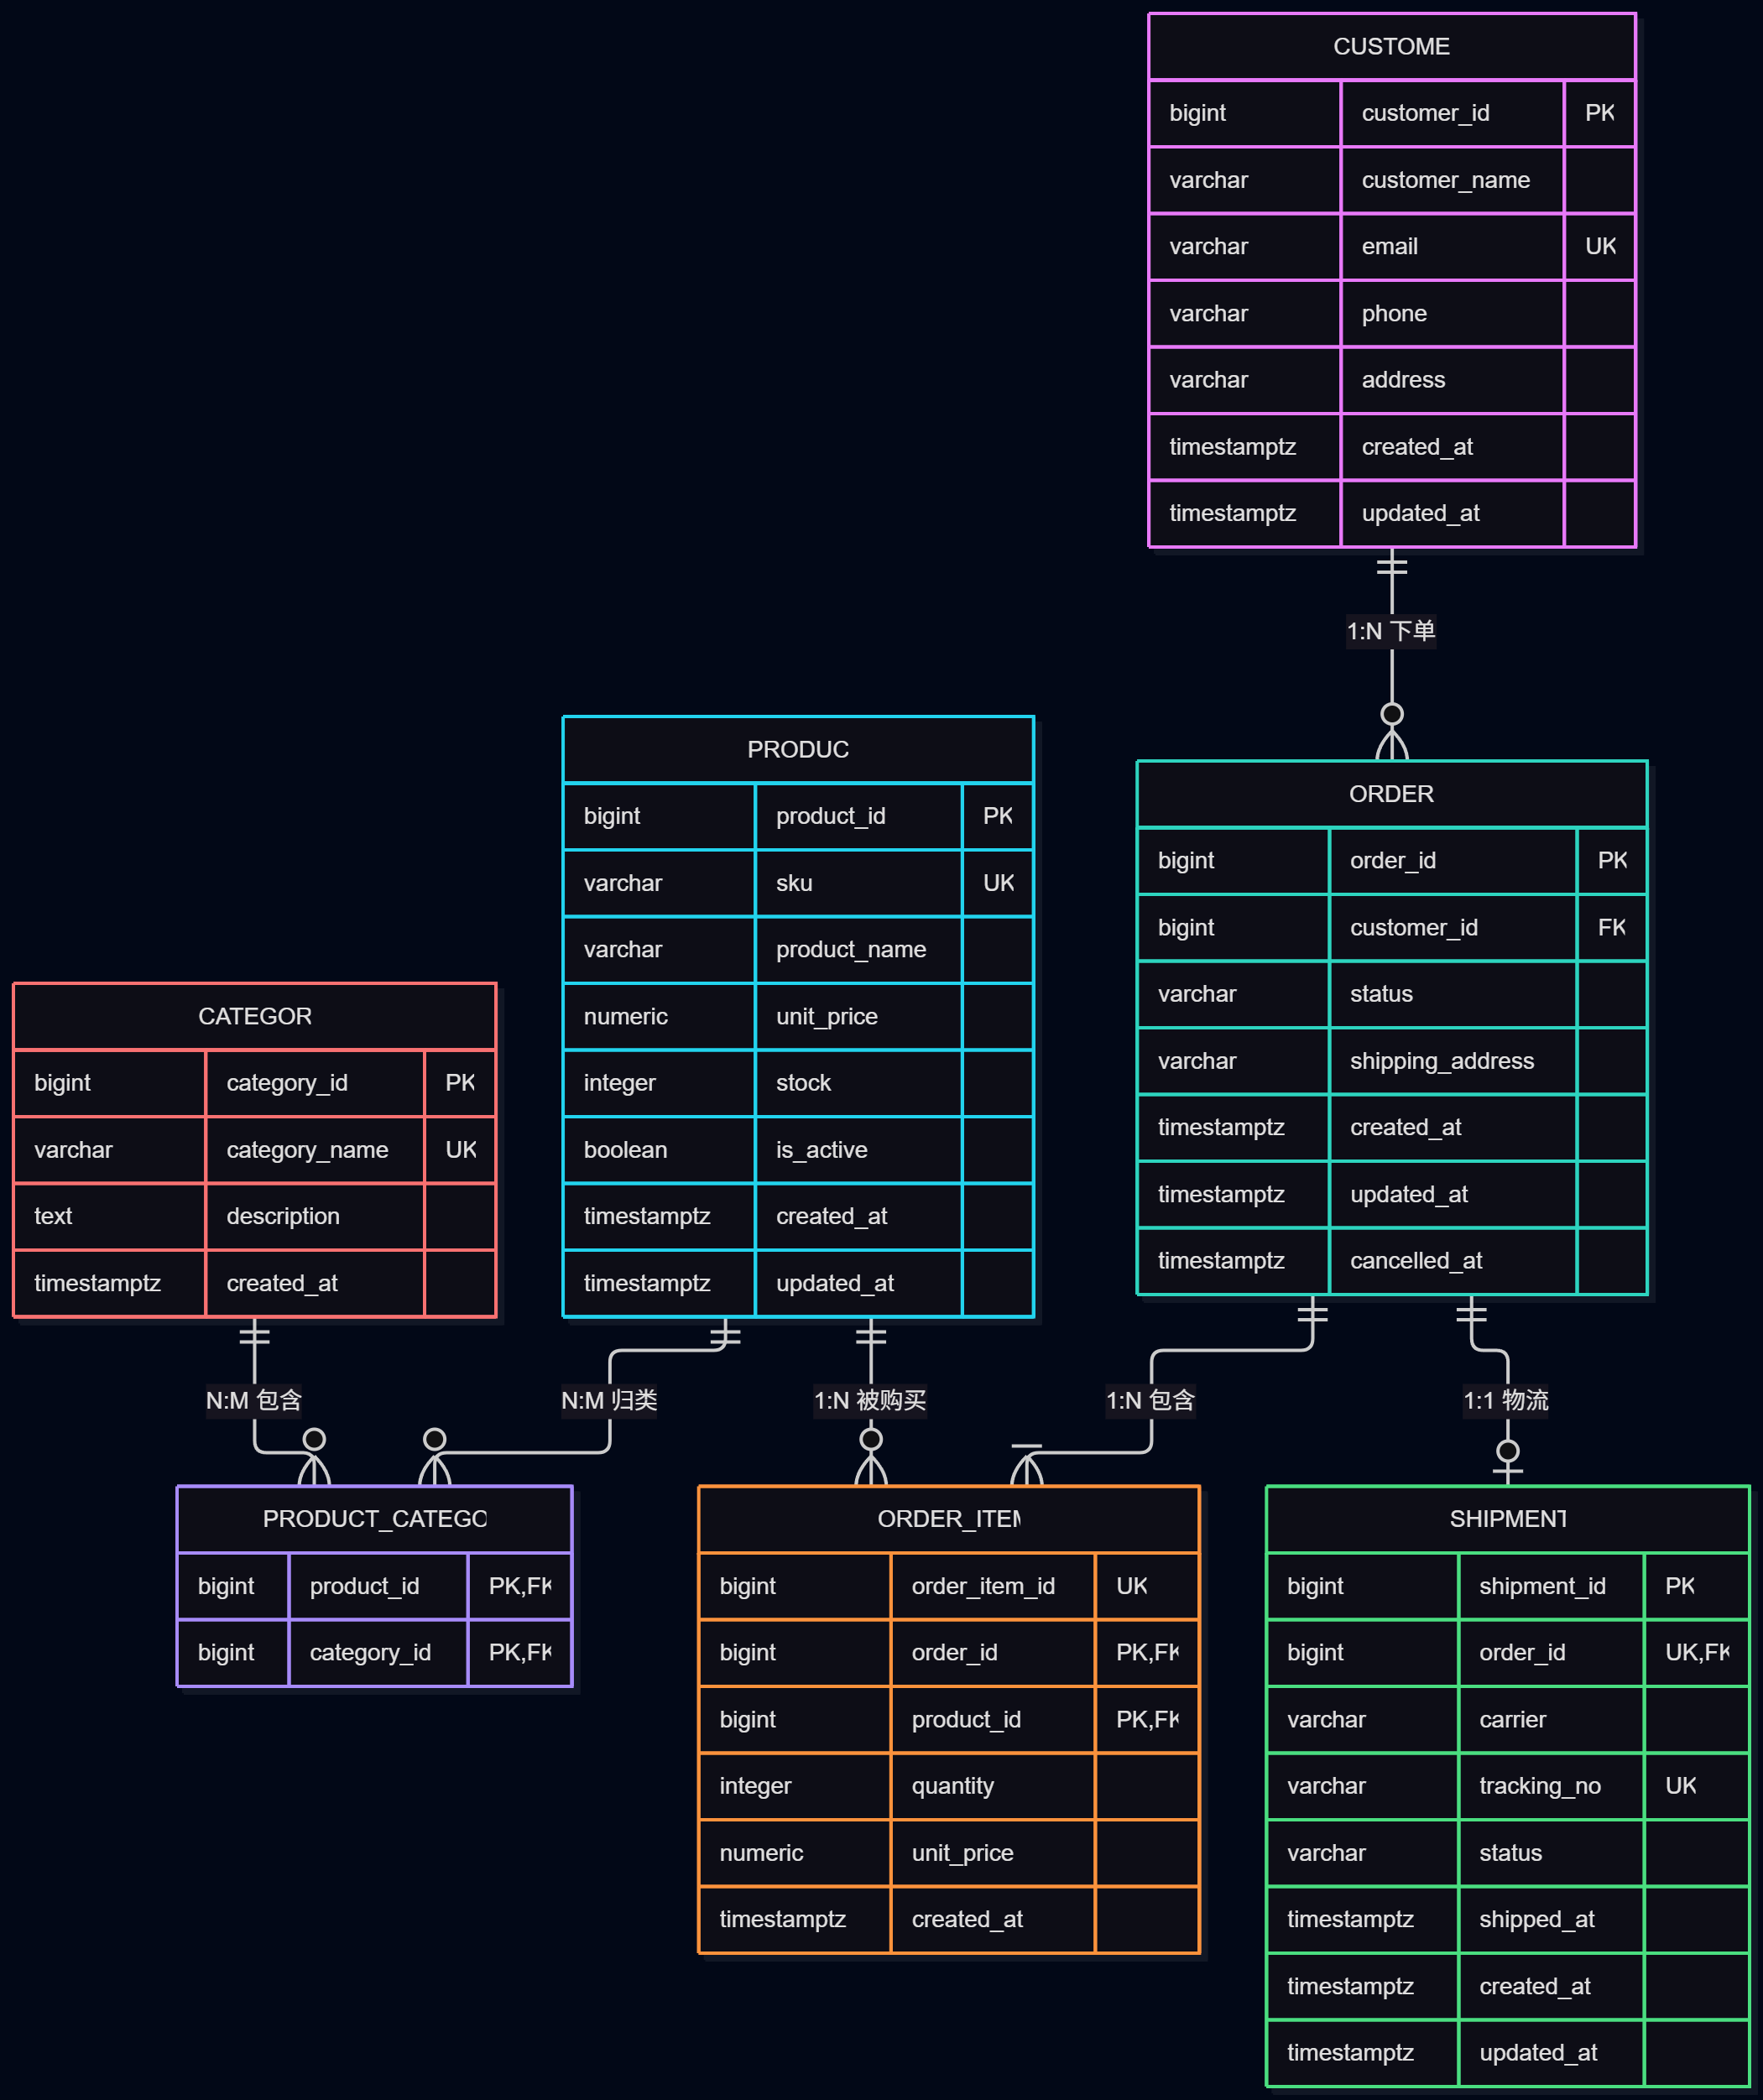 CUSTOME
bigint customer_id PK
varchar customer_name
varchar email UK
varchar phone
varchar address
timestamptz created_at
timestamptz updated_at
1:N 下单
PRODUC
bigint product_id PK
varchar sku UK
varchar product_name
numeric unit_price
integer stock
boolean is_active
timestamptz created_at
timestamptz updated_at
ORDER
bigint order_id PK
bigint customer_id FK
varchar status
varchar shipping_address
timestamptz created_at
timestamptz updated_at
timestamptz cancelled_at
CATEGOR
bigint category_id PK
varchar category_name UK
text description
timestamptz created_at
N:M 包含
N:M 归类
1:N 被购买
1:N 包含
1:1 物流
PRODUCT_CATEGO
bigint product_id PK,FK
bigint category_id PK,FK
ORDER_ITEM
bigint order_item_id UK
bigint order_id PK,FK
bigint product_id PK,FK
integer quantity
numeric unit_price
timestamptz created_at
SHIPMENT
bigint shipment_id PK
bigint order_id UK,FK
varchar carrier
varchar tracking_no UK
varchar status
timestamptz shipped_at
timestamptz created_at
timestamptz updated_at